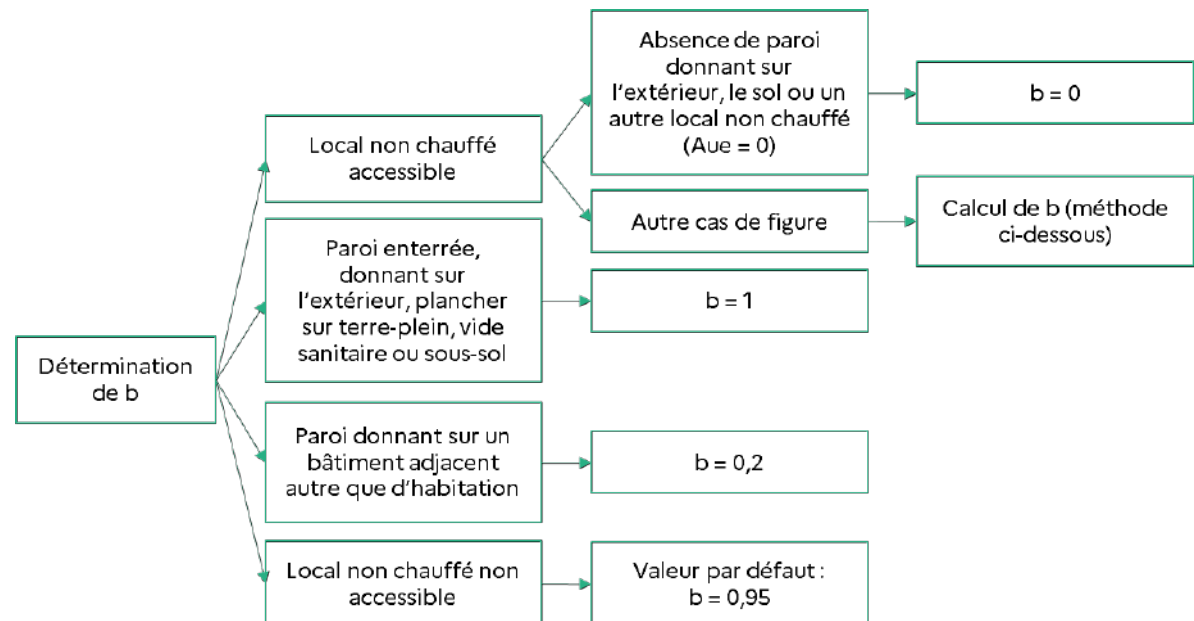 Détermination
de b
Local non chauffé
accessible
Absence de paroi
donnant sur
l'extérieur, le sol ou un
autre local non chauffé
(Aue = 0)
b = 0
Autre cas de figure
Calcul de b (méthode
ci-dessous)
Paroi enterrée,
donnant sur
l'extérieur, plancher
sur terre-plein, vide
sanitaire ou sous-sol
b = 1
Paroi donnant sur un
bâtiment adjacent
autre que d'habitation
b = 0,2
Local non chauffé non
accessible
Valeur par défaut :
b = 0,95